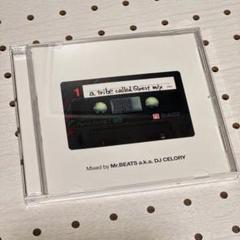 1
a tribe called Quest mix
Mixed by Mr.BEATS a.k.a. DJ CELORY